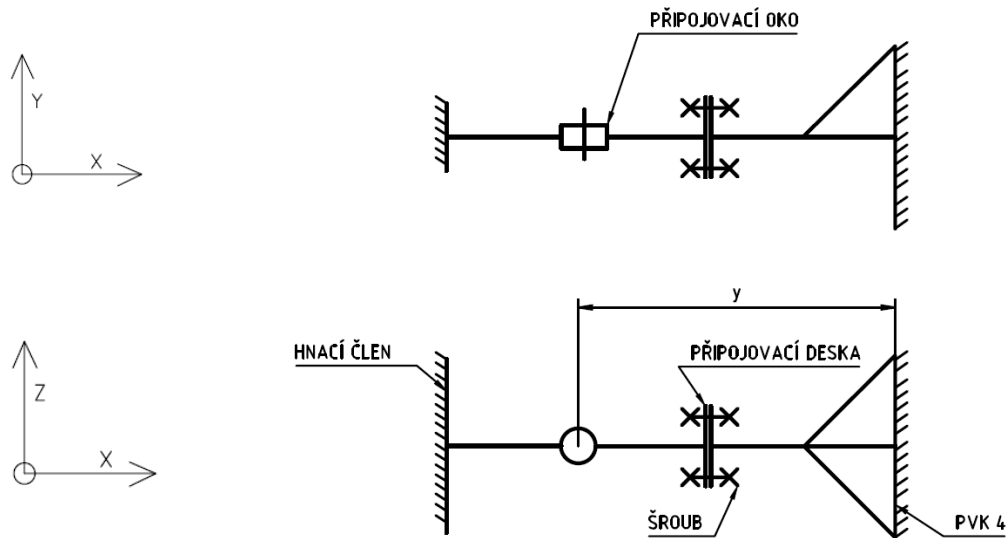 PŘIPOJOVACÍ OKO
Y
X
y
HNACÍ ČLEN
PŘIPOJOVACÍ DESKA
Z
X
ŠROUB
PVK 4